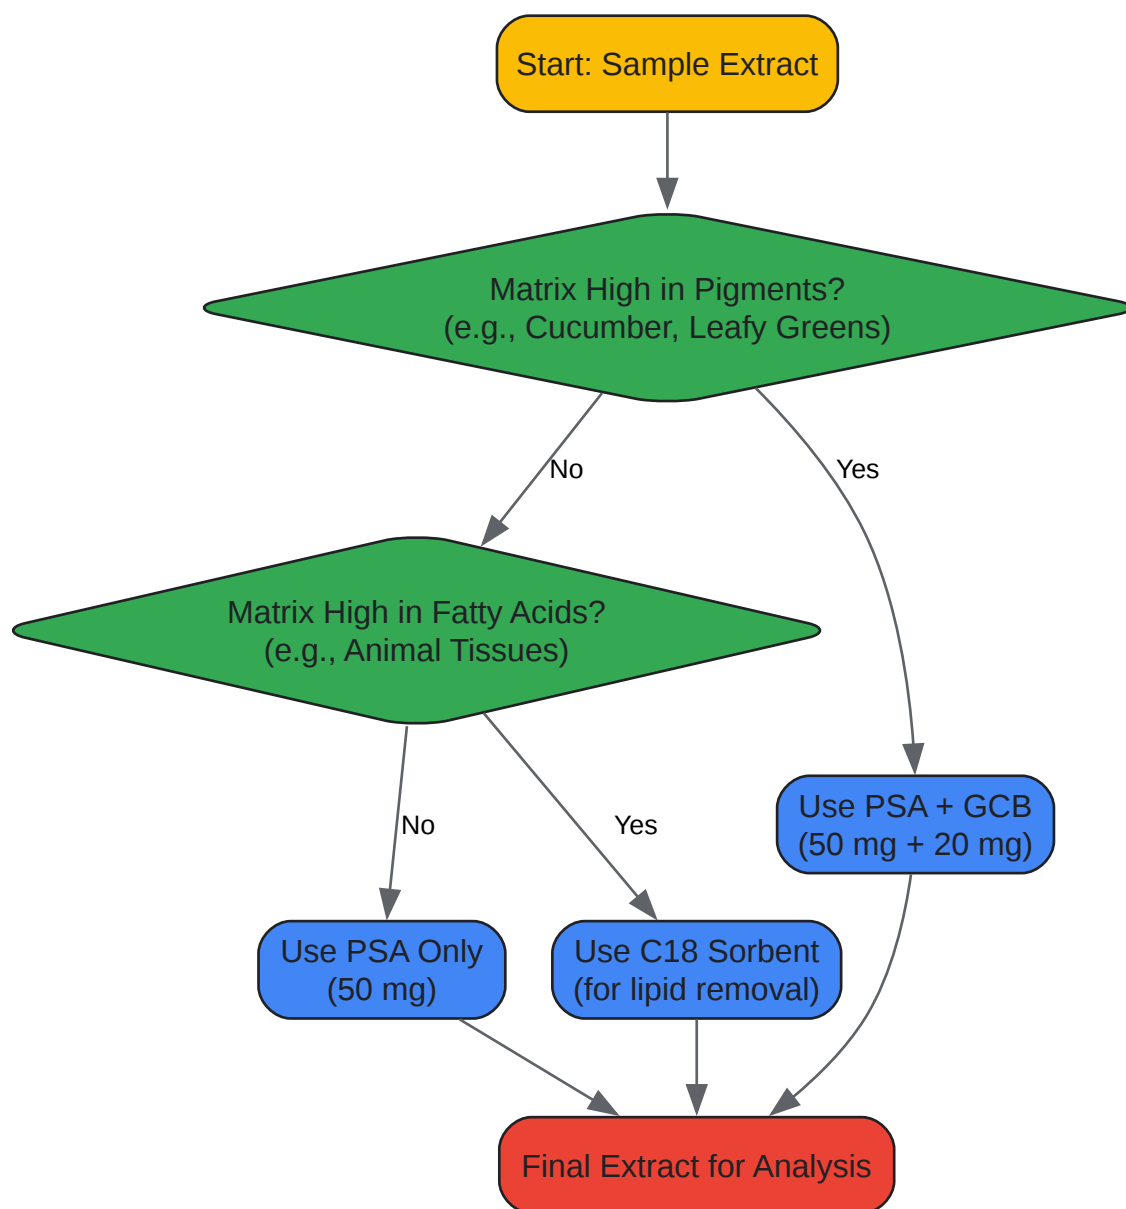 Start: Sample Extract
Matrix High in Pigments?
(e.g., Cucumber, Leafy Greens)
No
Yes
Matrix High in Fatty Acids?
(e.g., Animal Tissues)
No
Yes
Use PSA + GCB
(50 mg + 20 mg)
Use PSA Only
(50 mg)
Use C18 Sorbent
(for lipid removal)
Final Extract for Analysis